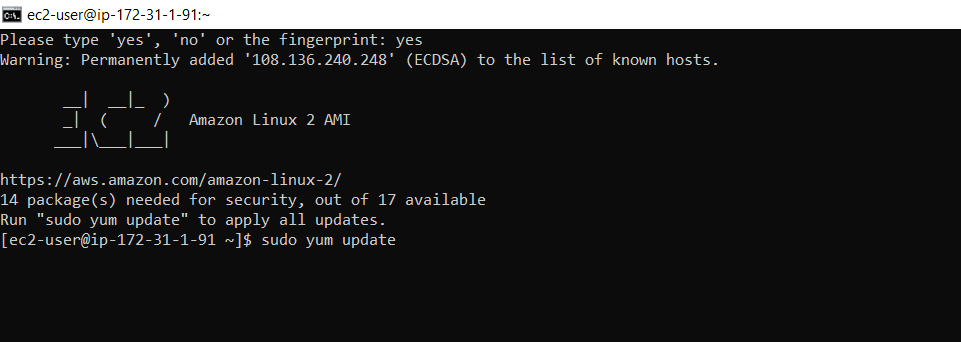 ec2-user@ip-172-31-1-91:~
Please type 'yes', 'no' or the fingerprint: yes
Warning: Permanently added '108.136.240.248' (ECDSA) to the list of known hosts.
       __|  __|_  )
       _|  (     /   Amazon Linux 2 AMI
      ___|\___|___|
https://aws.amazon.com/amazon-linux-2/
14 package(s) needed for security, out of 17 available
Run "sudo yum update" to apply all updates.
[ec2-user@ip-172-31-1-91 ~]$ sudo yum update